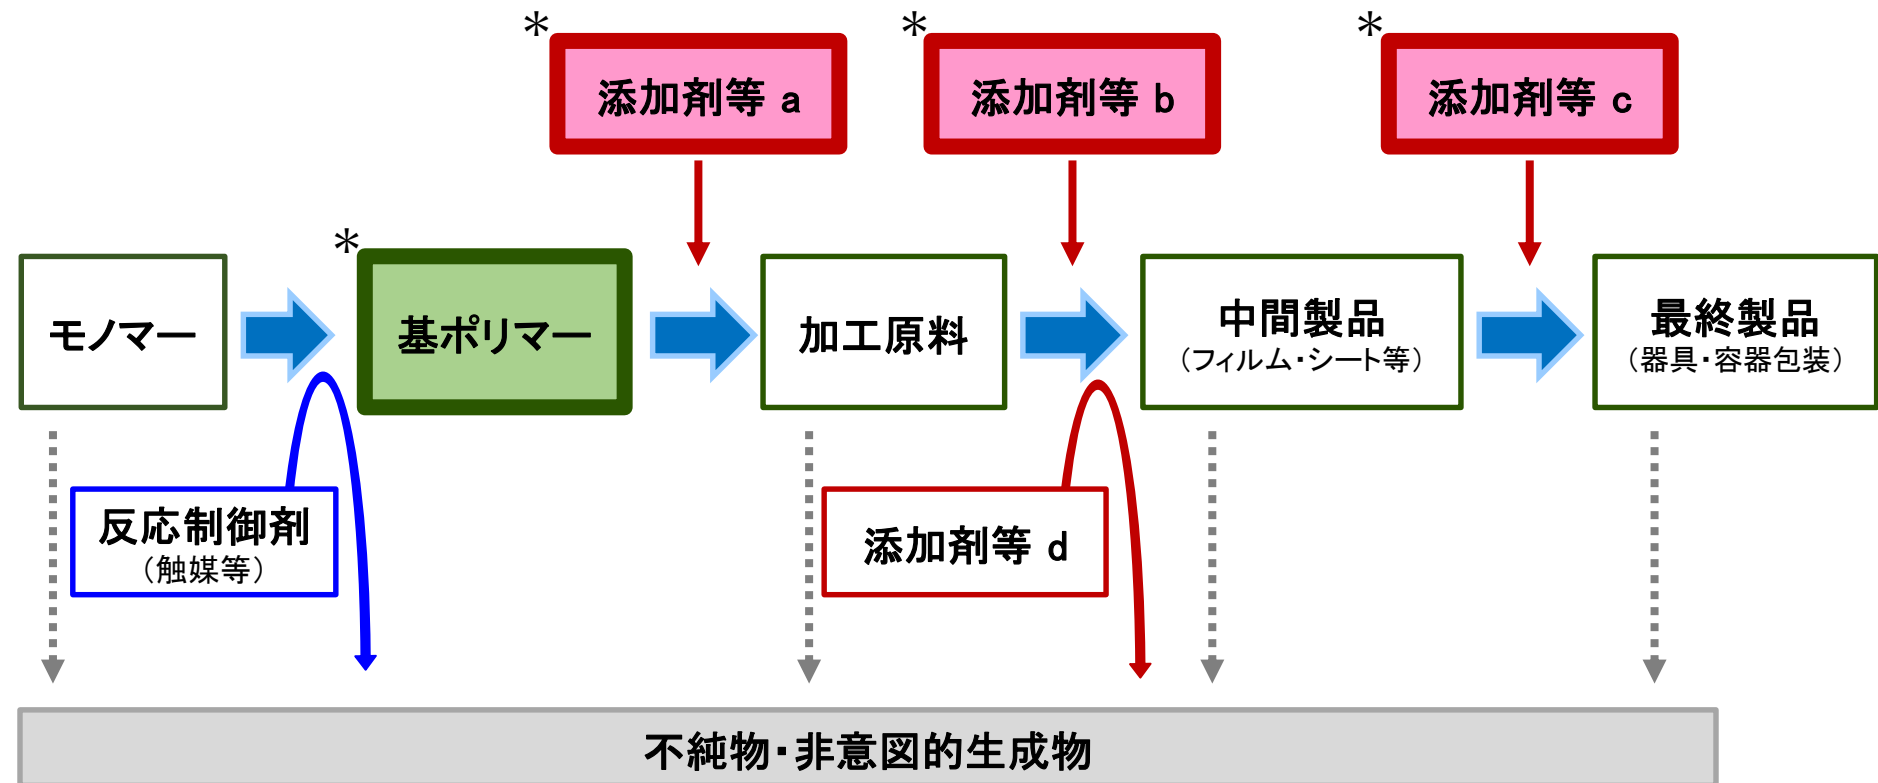 *
添加剤等 a
*
添加剤等 b
*
添加剤等 c
モノマー
*
基ポリマー
加工原料
中間製品
(フィルム・シート等)
最終製品
(器具・容器包装)
反応制御剤
(触媒等)
添加剤等 d
不純物・非意図的生成物